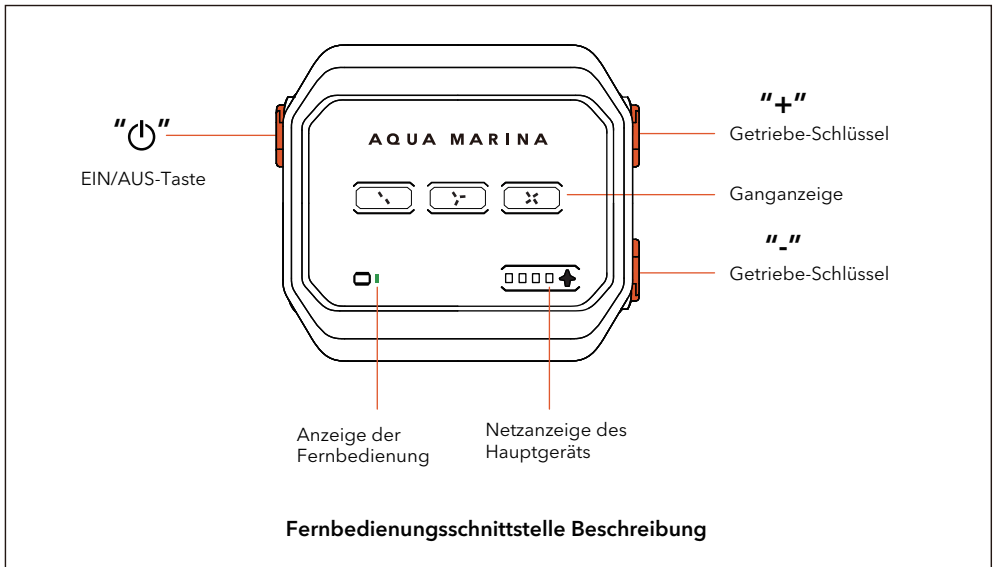 "⏻"
EIN/AUS-Taste
AQUA MARINA
"+"
Getriebe-Schlüssel
Ganganzeige
"-"
Getriebe-Schlüssel
Anzeige der
Fernbedienung
Netzanzeige des
Hauptgeräts
Fernbedienungsschnittstelle Beschreibung